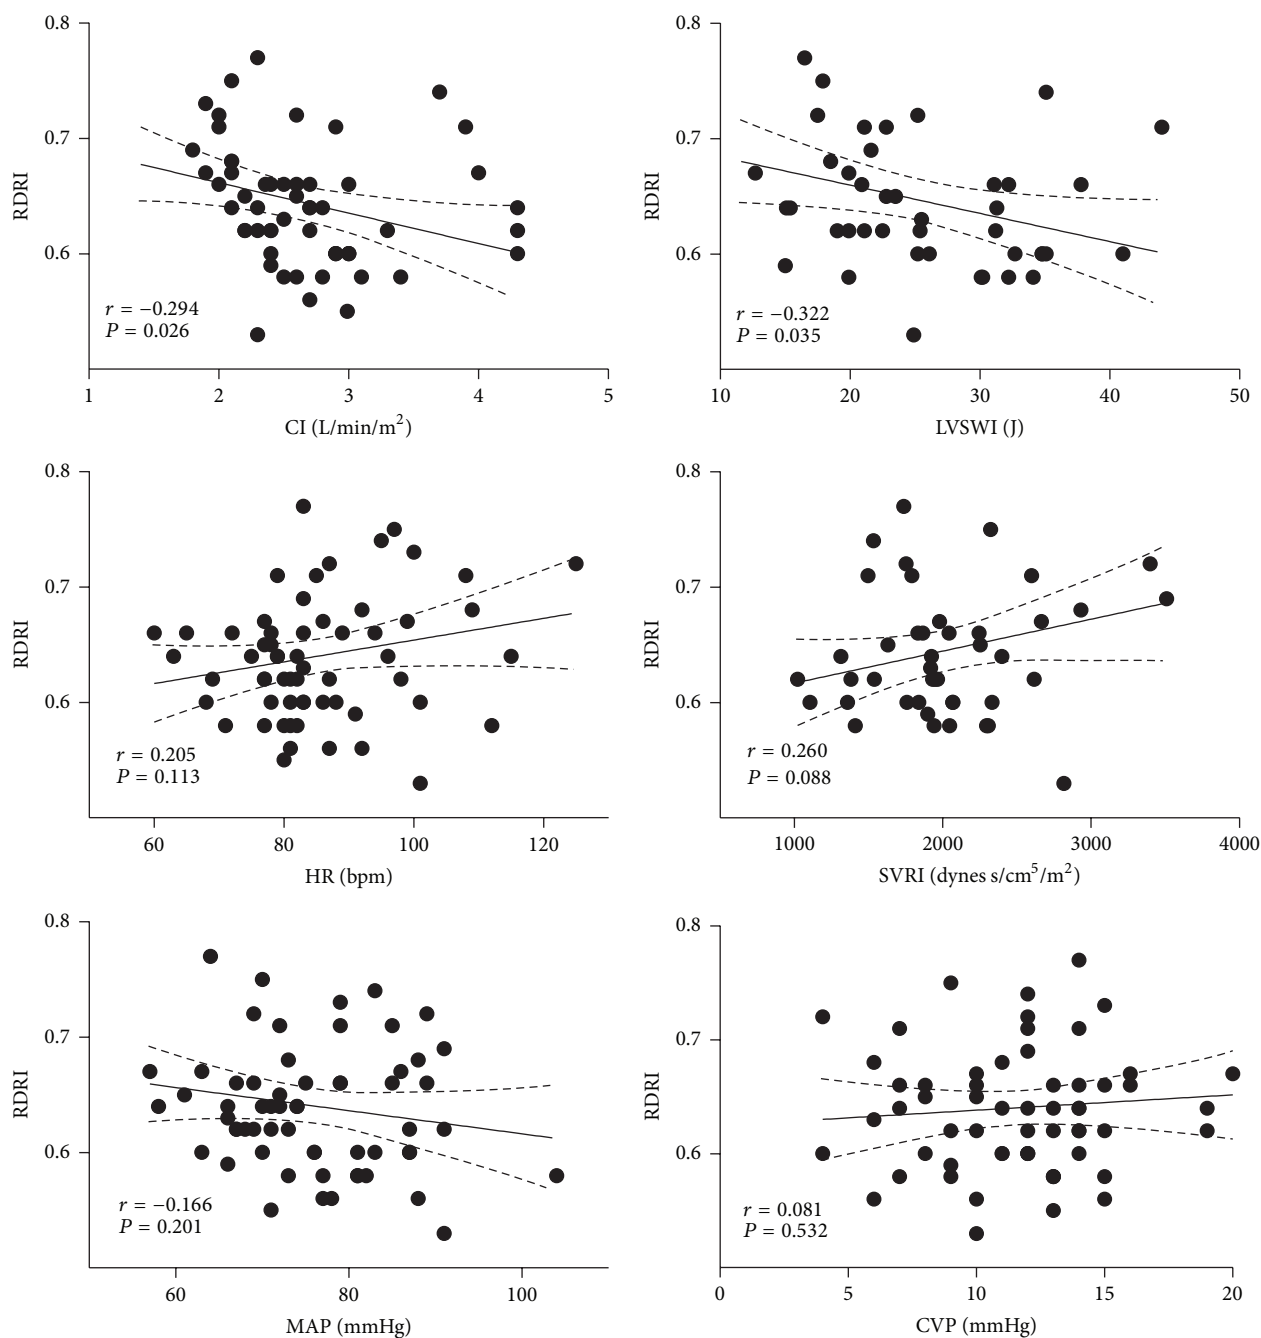 0.8
0.7
0.6
RDRI
r = −0.294
P = 0.026
1 2 3 4 5
CI (L/min/m²)
0.8
0.7
0.6
RDRI
r = −0.322
P = 0.035
10 20 30 40 50
LVSWI (J)
0.8
0.7
0.6
RDRI
r = 0.205
P = 0.113
60 80 100 120
HR (bpm)
0.8
0.7
0.6
RDRI
r = 0.260
P = 0.088
1000 2000 3000 4000
SVRI (dynes s/cm⁵/m²)
0.8
0.7
0.6
RDRI
r = −0.166
P = 0.201
60 80 100
MAP (mmHg)
0.8
0.7
0.6
RDRI
r = 0.081
P = 0.532
0 5 10 15 20
CVP (mmHg)